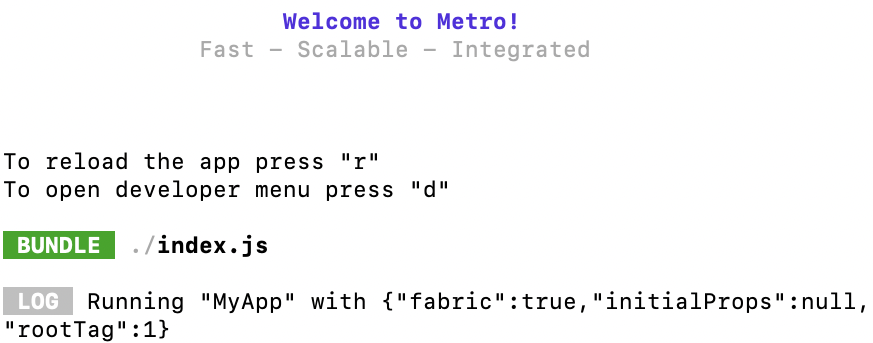 Welcome to Metro!
Fast - Scalable - Integrated
To reload the app press "r"
To open developer menu press "d"
BUNDLE ./index.js
LOG Running "MyApp" with {"fabric":true,"initialProps":null,
"rootTag":1}